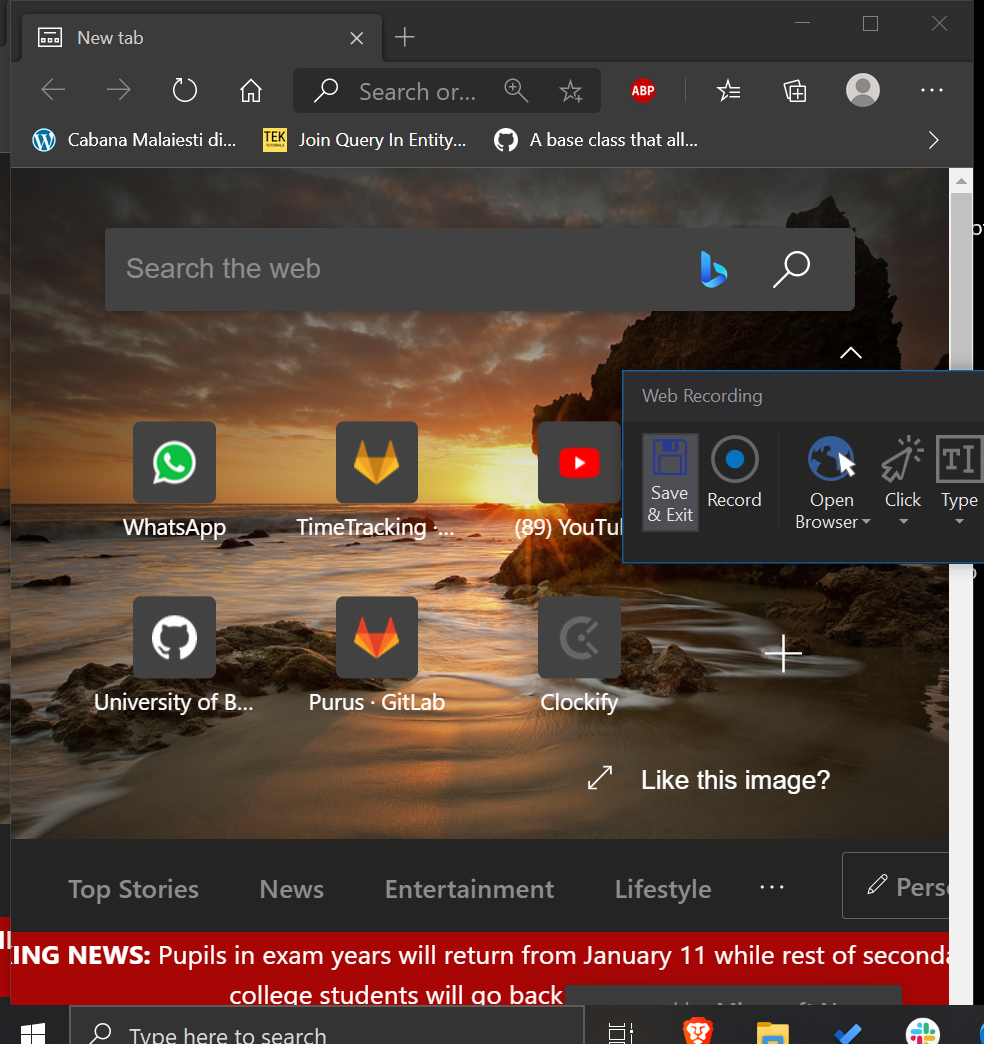 New tab
Search or...
ABP
Cabana Malaiesti di...
TEK
TUTORIALS
Join Query In Entity...
A base class that all...
Search the web
Web Recording
Save
& Exit
Record
Open
Browser
Click
TI
Type
WhatsApp
TimeTracking ·...
(89) YouTu
University of B...
Purus · GitLab
Clockify
Like this image?
Top Stories
News
Entertainment
Lifestyle
...
Pers
ING NEWS: Pupils in exam years will return from January 11 while rest of seconda
college students will go back
Type here to search